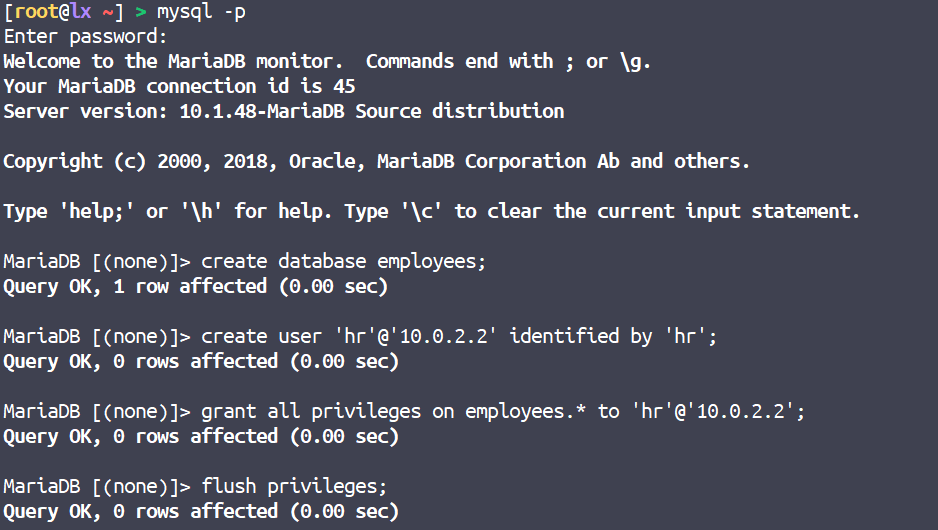 [root@lx ~] > mysql -p
Enter password:
Welcome to the MariaDB monitor.  Commands end with ; or \g.
Your MariaDB connection id is 45
Server version: 10.1.48-MariaDB Source distribution
Copyright (c) 2000, 2018, Oracle, MariaDB Corporation Ab and others.
Type 'help;' or '\h' for help. Type '\c' to clear the current input statement.
MariaDB [(none)]> create database employees;
Query OK, 1 row affected (0.00 sec)
MariaDB [(none)]> create user 'hr'@'10.0.2.2' identified by 'hr';
Query OK, 0 rows affected (0.00 sec)
MariaDB [(none)]> grant all privileges on employees.* to 'hr'@'10.0.2.2';
Query OK, 0 rows affected (0.00 sec)
MariaDB [(none)]> flush privileges;
Query OK, 0 rows affected (0.00 sec)